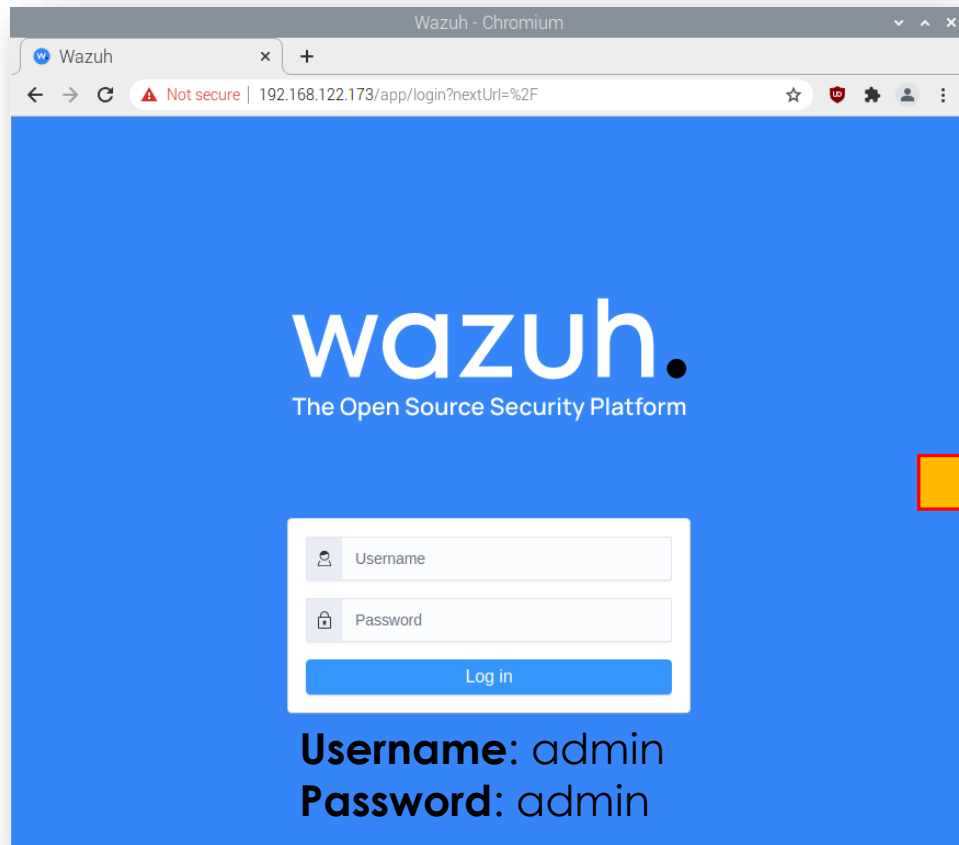 Wazuh - Chromium
Wazuh
Not secure | 192.168.122.173/app/login?nextUrl=%2F
wazuh.
The Open Source Security Platform
Username
Password
Log in
Username: admin
Password: admin